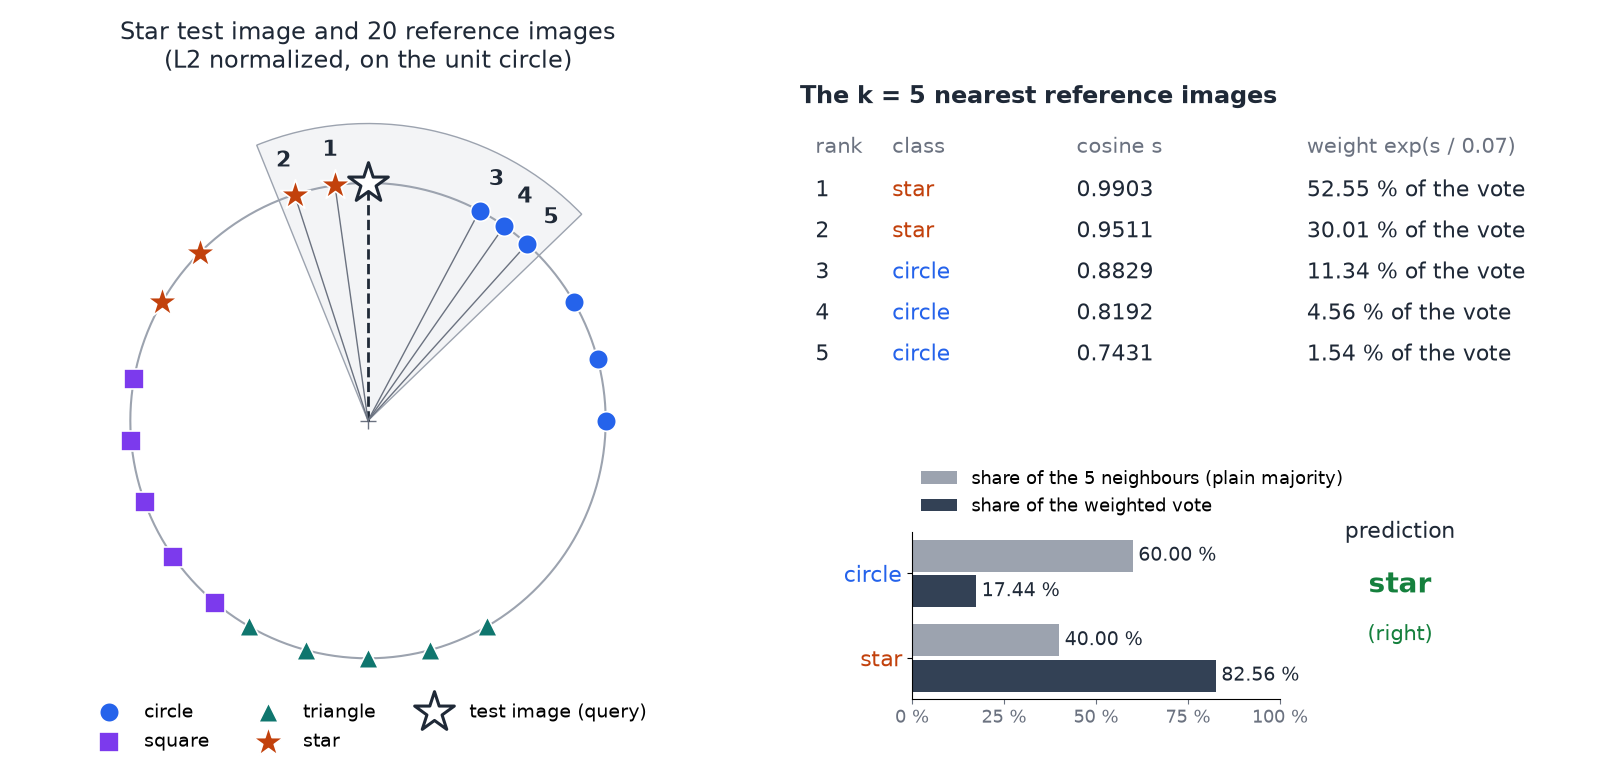 Star test image and 20 reference images
(L2 normalized, on the unit circle)
2
1
3
4
5
circle
triangle
test image (query)
square
star
The k = 5 nearest reference images
rank class cosine s weight exp(s / 0.07)
1 star 0.9903 52.55 % of the vote
2 star 0.9511 30.01 % of the vote
3 circle 0.8829 11.34 % of the vote
4 circle 0.8192 4.56 % of the vote
5 circle 0.7431 1.54 % of the vote
share of the 5 neighbours (plain majority)
share of the weighted vote
circle
60.00 %
17.44 %
star
40.00 %
82.56 %
0 % 25 % 50 % 75 % 100 %
prediction
star
(right)